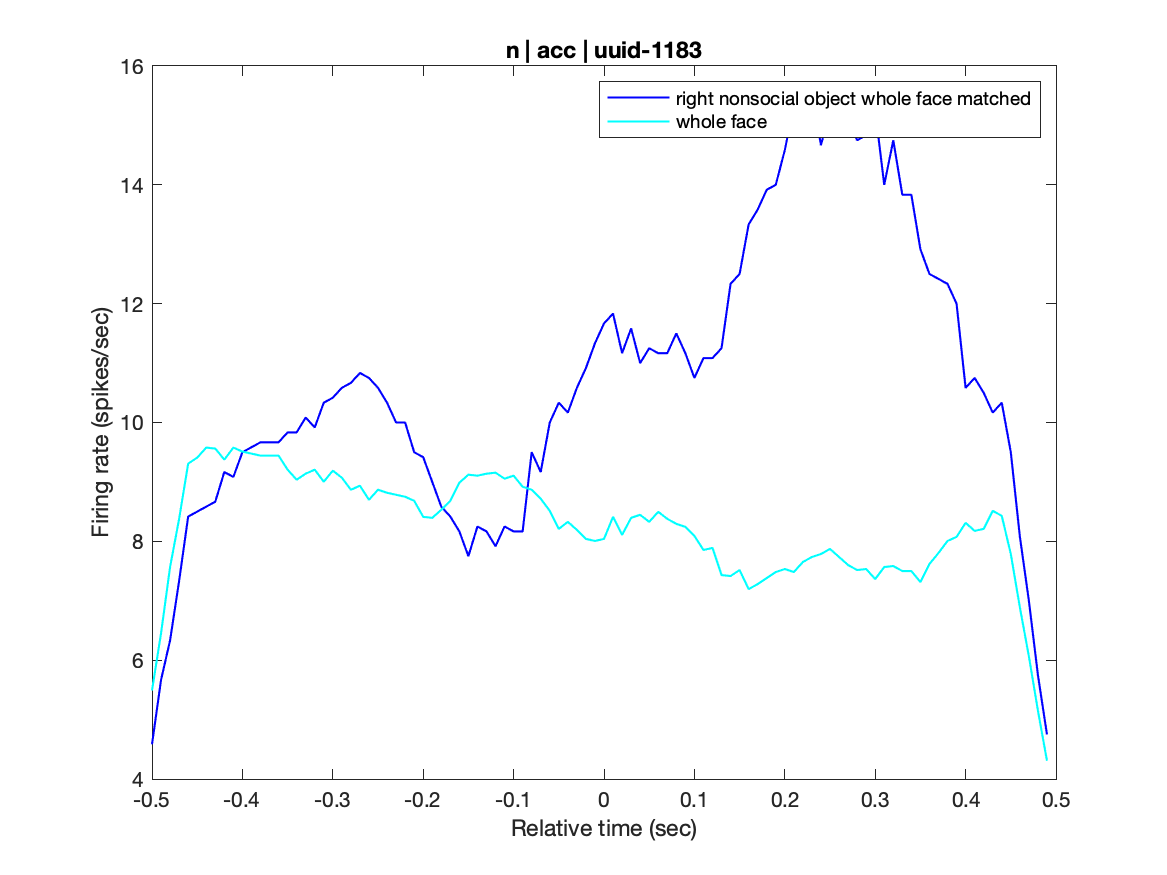 n | acc | uuid-1183
16
right nonsocial object whole face matched
whole face
14
12
10
8
6
4
Firing rate (spikes/sec)
-0.5 -0.4 -0.3 -0.2 -0.1 0 0.1 0.2 0.3 0.4 0.5
Relative time (sec)